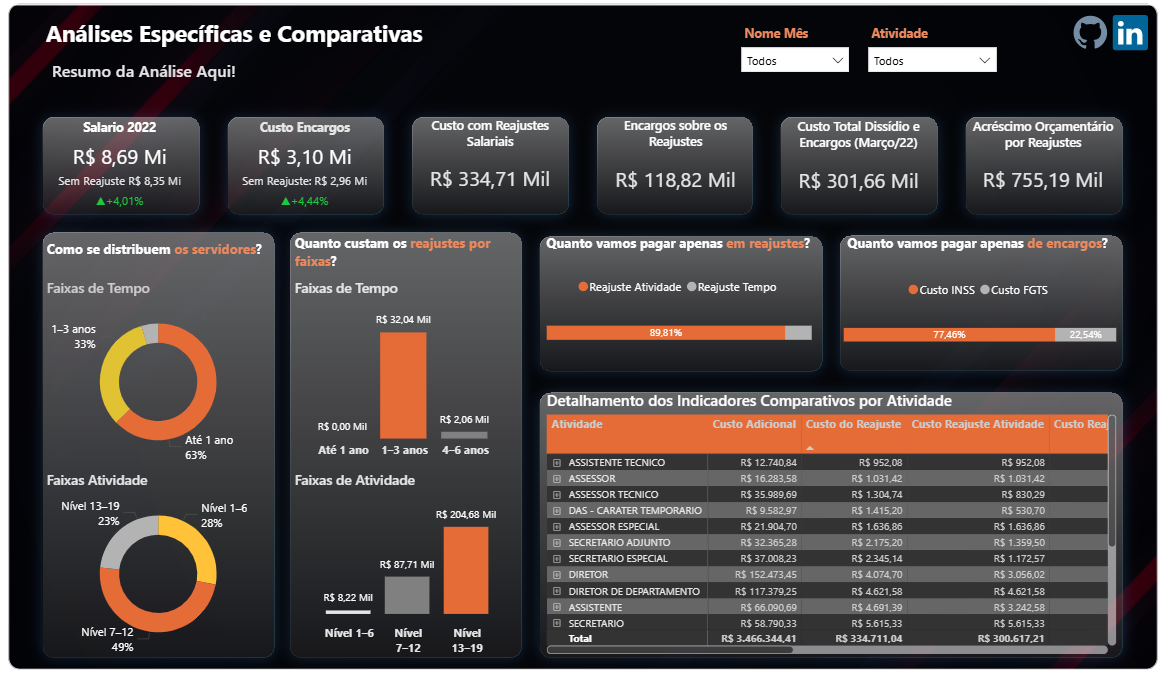 Análises Específicas e Comparativas
Resumo da Análise Aqui!
Nome Mês
Todos
Atividade
Todos
in
Salario 2022
R$ 8,69 Mi
Sem Reajuste R$ 8,35 Mi
▲+4,01%
Custo Encargos
R$ 3,10 Mi
Sem Reajuste: R$ 2,96 Mi
▲+4,44%
Custo com Reajustes
Salariais
R$ 334,71 Mil
Encargos sobre os
Reajustes
R$ 118,82 Mil
Custo Total Dissídio e
Encargos (Março/22)
R$ 301,66 Mil
Acréscimo Orçamentário
por Reajustes
R$ 755,19 Mil
Como se distribuem os servidores?
Faixas de Tempo
1–3 anos
33%
Até 1 ano
63%
Faixas Atividade
Nível 13–19
23%
Nível 1–6
28%
Nível 7–12
49%
Quanto custam os reajustes por
faixas?
Faixas de Tempo
R$ 32,04 Mil
R$ 0,00 Mil
R$ 2,06 Mil
Até 1 ano 1–3 anos 4–6 anos
Faixas de Atividade
R$ 204,68 Mil
R$ 87,71 Mil
R$ 8,22 Mil
Nível 1–6
Nível
7–12
Nível
13–19
Quanto vamos pagar apenas em reajustes?
Reajuste Atividade Reajuste Tempo
89,81%
Quanto vamos pagar apenas de encargos?
Custo INSS Custo FGTS
77,46% 22,54%
Detalhamento dos Indicadores Comparativos por Atividade
Atividade Custo Adicional Custo do Reajuste Custo Reajuste Atividade Custo Reaj
ASSISTENTE TECNICO R$ 12.740,84 R$ 952,08 R$ 952,08
ASSESSOR R$ 16.283,58 R$ 1.031,42 R$ 1.031,42
ASSESSOR TECNICO R$ 35.989,69 R$ 1.304,74 R$ 830,29
DAS - CARATER TEMPORARIO R$ 9.582,97 R$ 1.415,20 R$ 530,70
ASSESSOR ESPECIAL R$ 21.904,70 R$ 1.636,86 R$ 1.636,86
SECRETARIO ADJUNTO R$ 32.365,28 R$ 2.175,20 R$ 1.359,50
SECRETARIO ESPECIAL R$ 37.008,23 R$ 2.345,14 R$ 1.172,57
DIRETOR R$ 152.473,45 R$ 4.074,70 R$ 3.056,02
DIRETOR DE DEPARTAMENTO R$ 117.379,25 R$ 4.621,58 R$ 4.621,58
ASSISTENTE R$ 66.090,69 R$ 4.691,39 R$ 3.242,58
SECRETARIO R$ 58.790,33 R$ 5.615,33 R$ 5.615,33
Total R$ 3.466.344,41 R$ 334.711,04 R$ 300.617,21